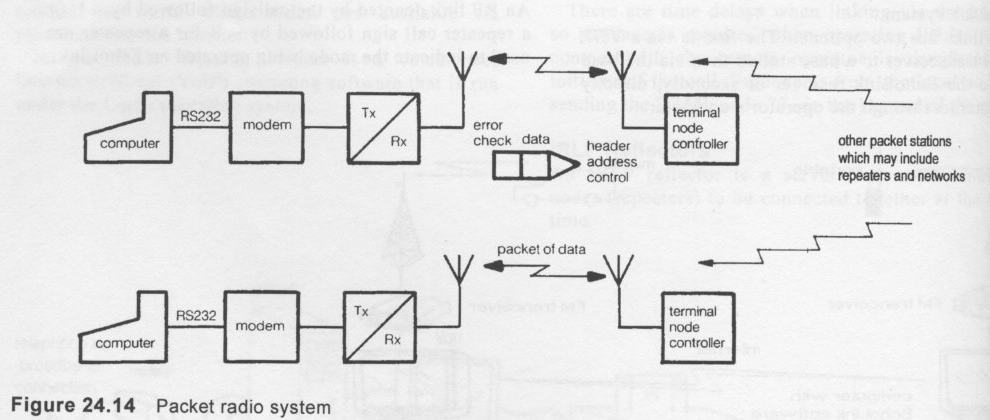 computer
RS232
modem
Tx
Rx
error
check
data
header
address
control
terminal
node
controller
other packet stations
which may include
repeaters and networks
computer
RS232
modem
Tx
Rx
packet of data
terminal
node
controller
Figure 24.14 Packet radio system